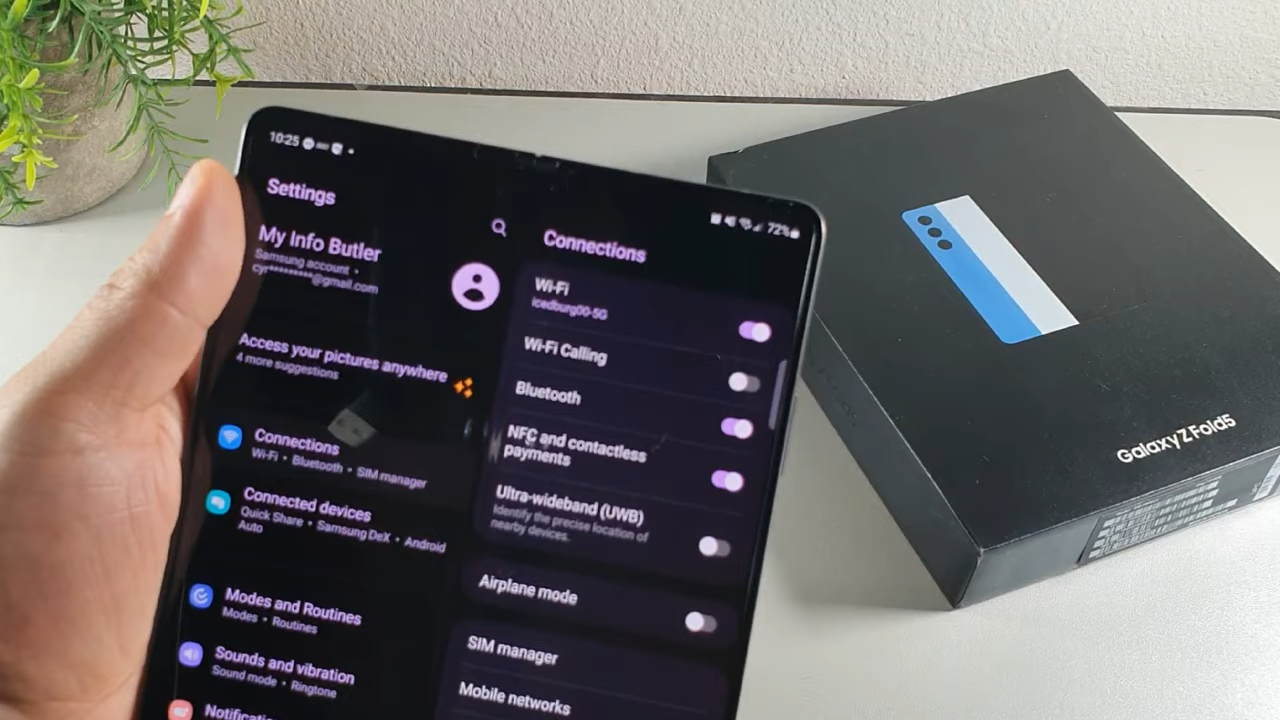 10:25
72%
Settings
My Info Butler
Samsung account •
cyr*********@gmail.com
Access your pictures anywhere
4 more suggestions
Connections
Wi-Fi • Bluetooth • SIM manager
Connected devices
Quick Share • Samsung DeX • Android
Auto
Modes and Routines
Modes • Routines
Sounds and vibration
Sound mode • Ringtone
Connections
Wi-Fi
icedburg00-5G
Wi-Fi Calling
Bluetooth
NFC and contactless
payments
Ultra-wideband (UWB)
Identify the precise location of
nearby devices.
Airplane mode
SIM manager
Mobile networks
Galaxy Z Fold5